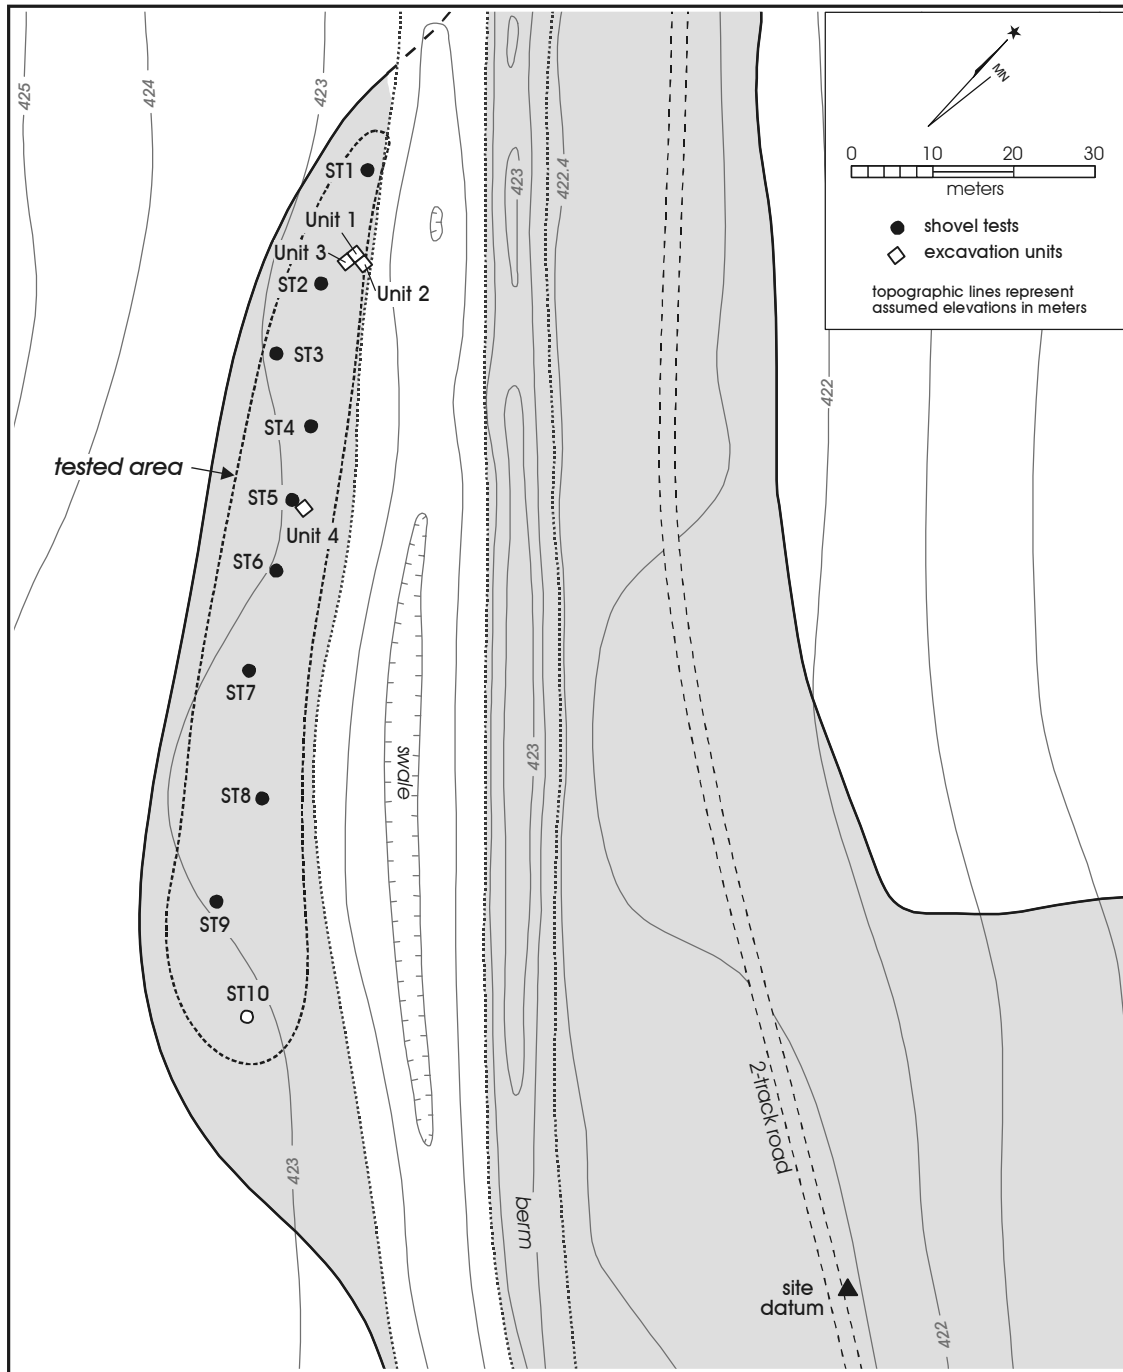 425
424
423
MN
0 10 20 30
meters
shovel tests
excavation units
topographic lines represent
assumed elevations in meters
ST1
Unit 1
Unit 3
Unit 2
ST2
ST3
ST4
tested area
ST5
Unit 4
ST6
ST7
ST8
ST9
ST10
423
swale
423
422.4
423
berm
422
2-track road
site
datum
422